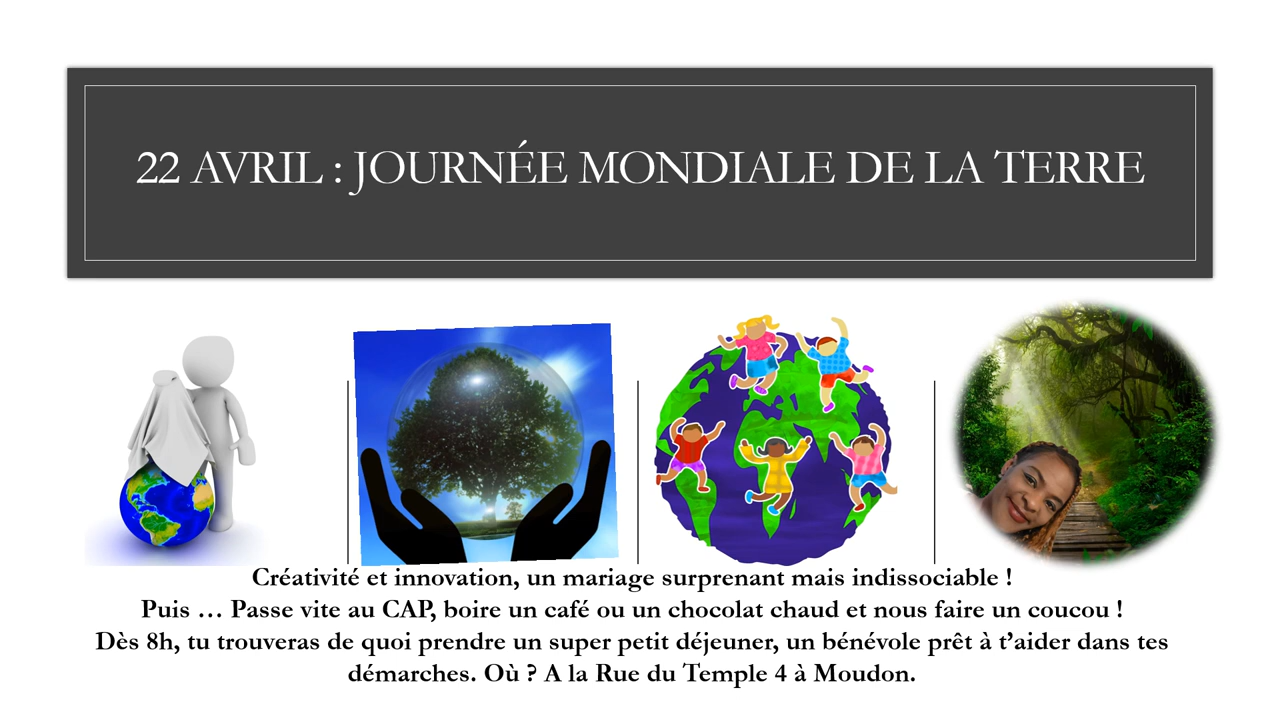 22 AVRIL : JOURNÉE MONDIALE DE LA TERRE
Créativité et innovation, un mariage surprenant mais indissociable !
Puis … Passe vite au CAP, boire un café ou un chocolat chaud et nous faire un coucou !
Dès 8h, tu trouveras de quoi prendre un super petit déjeuner, un bénévole prêt à t’aider dans tes
démarches. Où ? A la Rue du Temple 4 à Moudon.